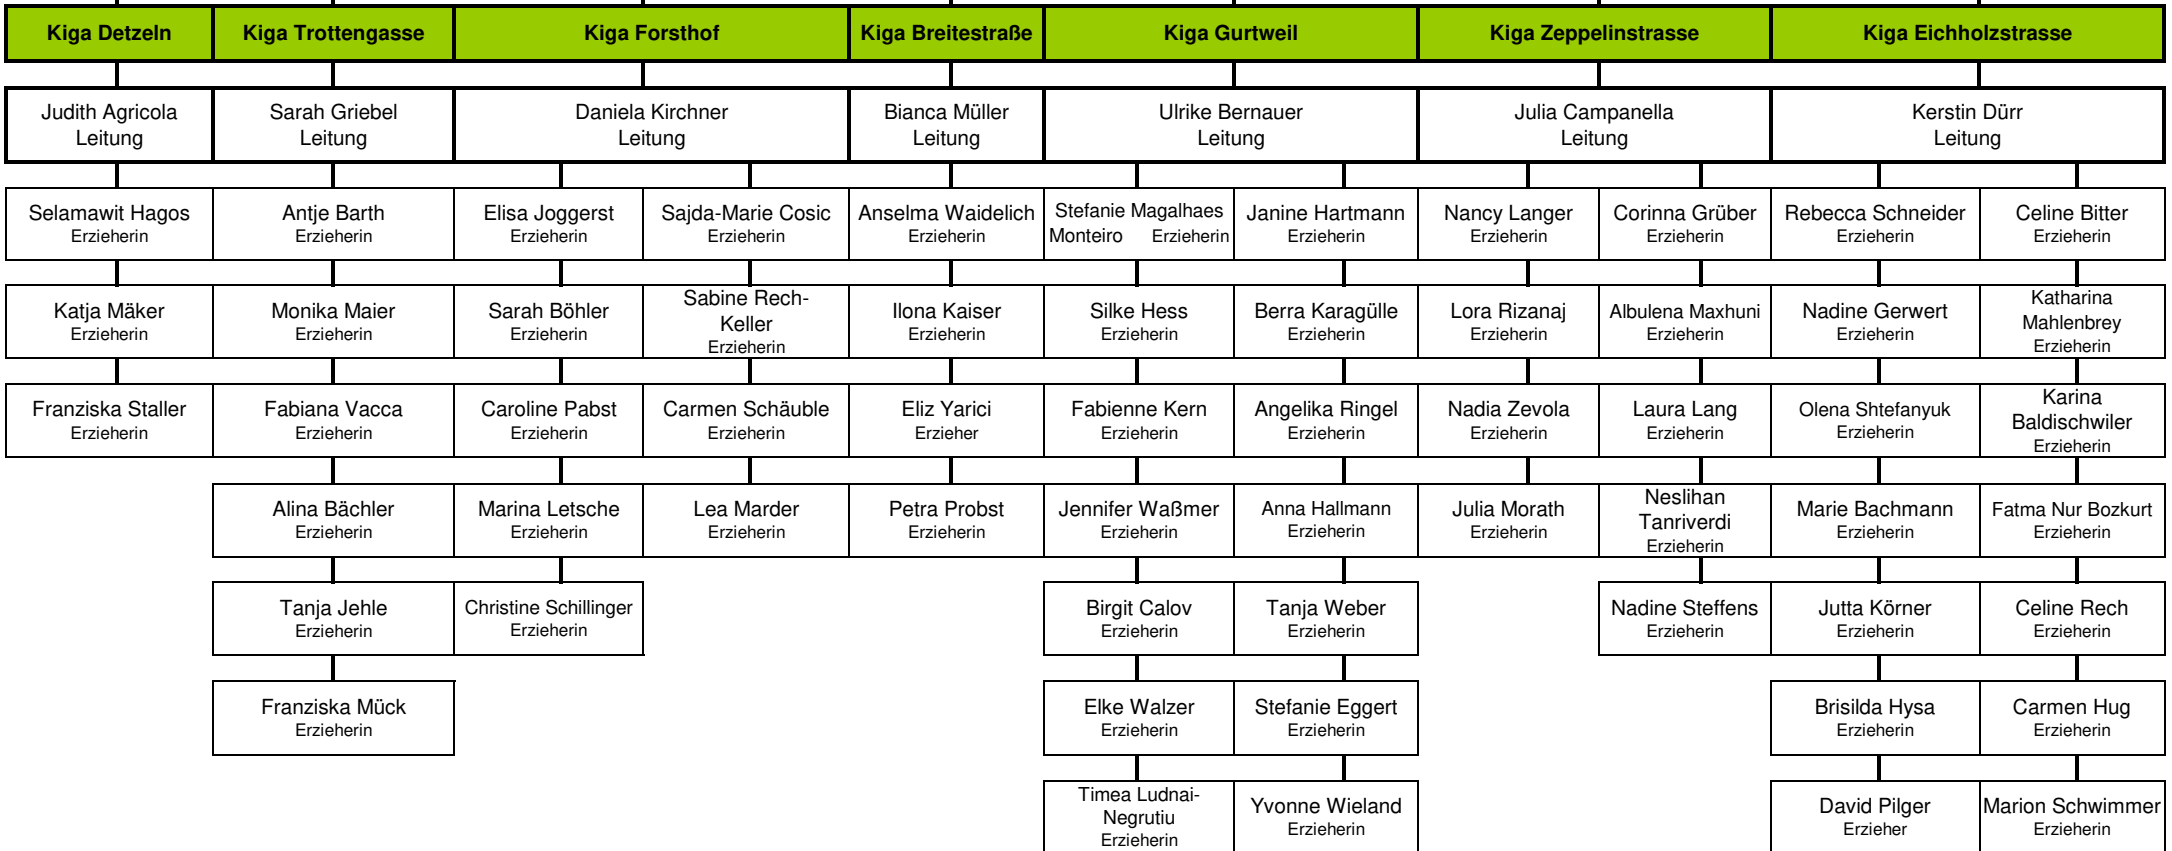 Kiga Detzeln
Kiga Trottengasse
Kiga Forsthof
Kiga Breitestraße
Kiga Gurtweil
Kiga Zeppelinstrasse
Kiga Eichholzstrasse
Judith Agricola
Leitung
Sarah Griebel
Leitung
Daniela Kirchner
Leitung
Bianca Müller
Leitung
Ulrike Bernauer
Leitung
Julia Campanella
Leitung
Kerstin Dürr
Leitung
Selamawit Hagos
Erzieherin
Antje Barth
Erzieherin
Elisa Joggerst
Erzieherin
Sajda-Marie Cosic
Erzieherin
Anselma Waidelich
Erzieherin
Stefanie Magalhaes
Monteiro Erzieherin
Janine Hartmann
Erzieherin
Nancy Langer
Erzieherin
Corinna Grüber
Erzieherin
Rebecca Schneider
Erzieherin
Celine Bitter
Erzieherin
Katja Mäker
Erzieherin
Monika Maier
Erzieherin
Sarah Böhler
Erzieherin
Sabine Rech-
Keller
Erzieherin
Ilona Kaiser
Erzieherin
Silke Hess
Erzieherin
Berra Karagülle
Erzieherin
Lora Rizanaj
Erzieherin
Albulena Maxhuni
Erzieherin
Nadine Gerwert
Erzieherin
Katharina
Mahlenbrey
Erzieherin
Franziska Staller
Erzieherin
Fabiana Vacca
Erzieherin
Caroline Pabst
Erzieherin
Carmen Schäuble
Erzieherin
Eliz Yarici
Erzieher
Fabienne Kern
Erzieherin
Angelika Ringel
Erzieherin
Nadia Zevola
Erzieherin
Laura Lang
Erzieherin
Olena Shtefanyuk
Erzieherin
Karina
Baldischwiler
Erzieherin
Alina Bächler
Erzieherin
Marina Letsche
Erzieherin
Lea Marder
Erzieherin
Petra Probst
Erzieherin
Jennifer Waßmer
Erzieherin
Anna Hallmann
Erzieherin
Julia Morath
Erzieherin
Neslihan
Tanriverdi
Erzieherin
Marie Bachmann
Erzieherin
Fatma Nur Bozkurt
Erzieherin
Tanja Jehle
Erzieherin
Christine Schillinger
Erzieherin
Birgit Calov
Erzieherin
Tanja Weber
Erzieherin
Nadine Steffens
Erzieherin
Jutta Körner
Erzieherin
Celine Rech
Erzieherin
Franziska Mück
Erzieherin
Elke Walzer
Erzieherin
Stefanie Eggert
Erzieherin
Brisilda Hysa
Erzieherin
Carmen Hug
Erzieherin
Timea Ludnai-
Negrutiu
Erzieherin
Yvonne Wieland
Erzieherin
David Pilger
Erzieher
Marion Schwimmer
Erzieherin